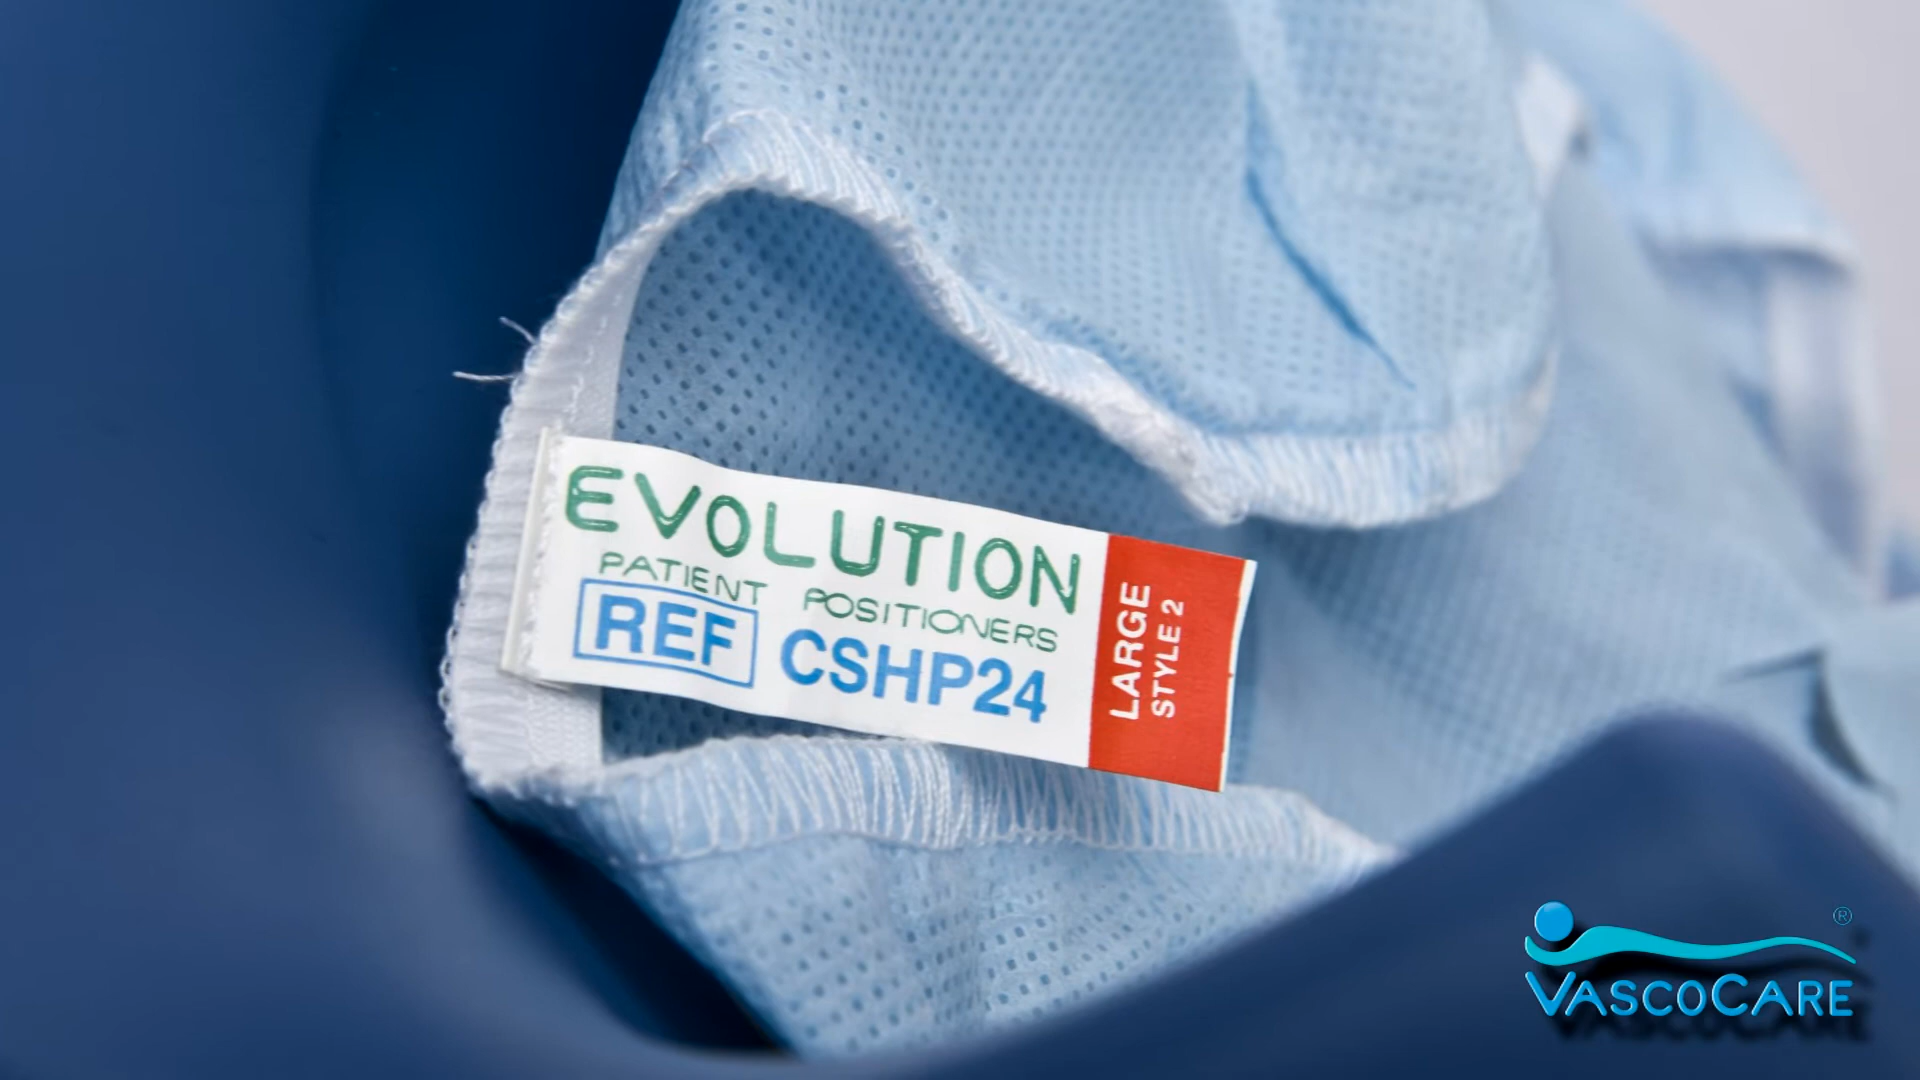 EVOLUTION
PATIENT POSITIONERS
REF CSHP24
LARGE
STYLE 2
®
VASCOCARE